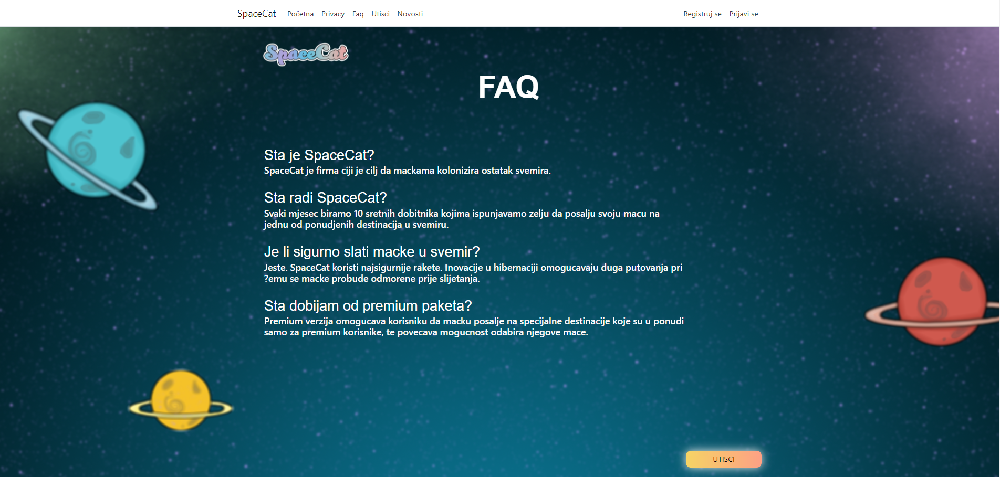 SpaceCat Početna Privacy Faq Utisci Novosti Registruj se Prijavi se
SpaceCat
FAQ
Sta je SpaceCat?
SpaceCat je firma ciji je cilj da mackama kolonizira ostatak svemira.
Sta radi SpaceCat?
Svaki mjesec biramo 10 sretnih dobitnika kojima ispunjavamo zelju da posalju svoju macu na
jednu od ponudjenih destinacija u svemiru.
Je li sigurno slati macke u svemir?
Jeste. SpaceCat koristi najsigurnije rakete. Inovacije u hibernaciji omogucavaju duga putovanja pri
?emu se macke probude odmorene prije slijetanja.
Sta dobijam od premium paketa?
Premium verzija omogucava korisniku da macku posalje na specijalne destinacije koje su u ponudi
samo za premium korisnike, te povecava mogucnost odabira njegove mace.
UTISCI